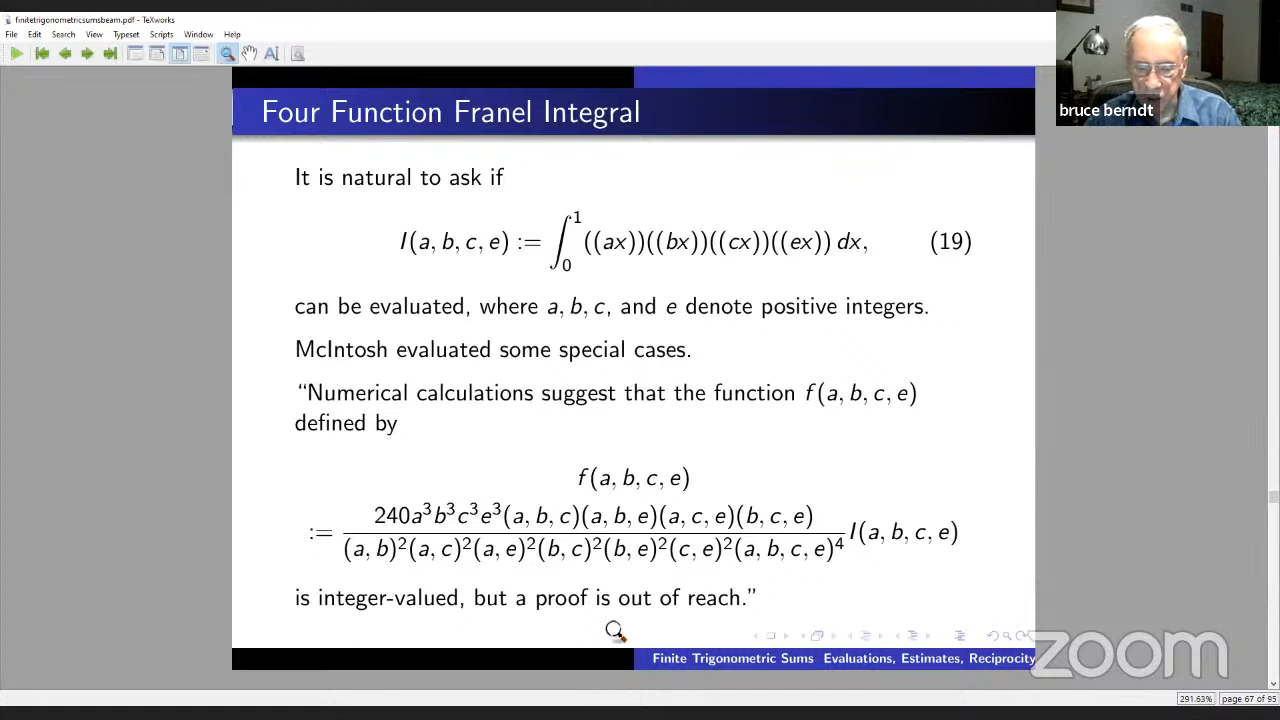 finitetrigonometricsumsbeam.pdf - TeXworks
File Edit Search View Typeset Scripts Window Help
bruce berndt
Four Function Franel Integral
It is natural to ask if
I(a, b, c, e) := ∫₀¹ ((ax))((bx))((cx))((ex)) dx, (19)
can be evaluated, where a, b, c, and e denote positive integers.
McIntosh evaluated some special cases.
“Numerical calculations suggest that the function f(a, b, c, e)
defined by
f(a, b, c, e)
240a³b³c³e³(a, b, c)(a, b, e)(a, c, e)(b, c, e)
:= I(a, b, c, e)
(a, b)²(a, c)²(a, e)²(b, c)²(b, e)²(c, e)²(a, b, c, e)⁴
is integer-valued, but a proof is out of reach.”
Finite Trigonometric Sums Evaluations, Estimates, Reciprocity
zoom
291.63% page 67 of 95